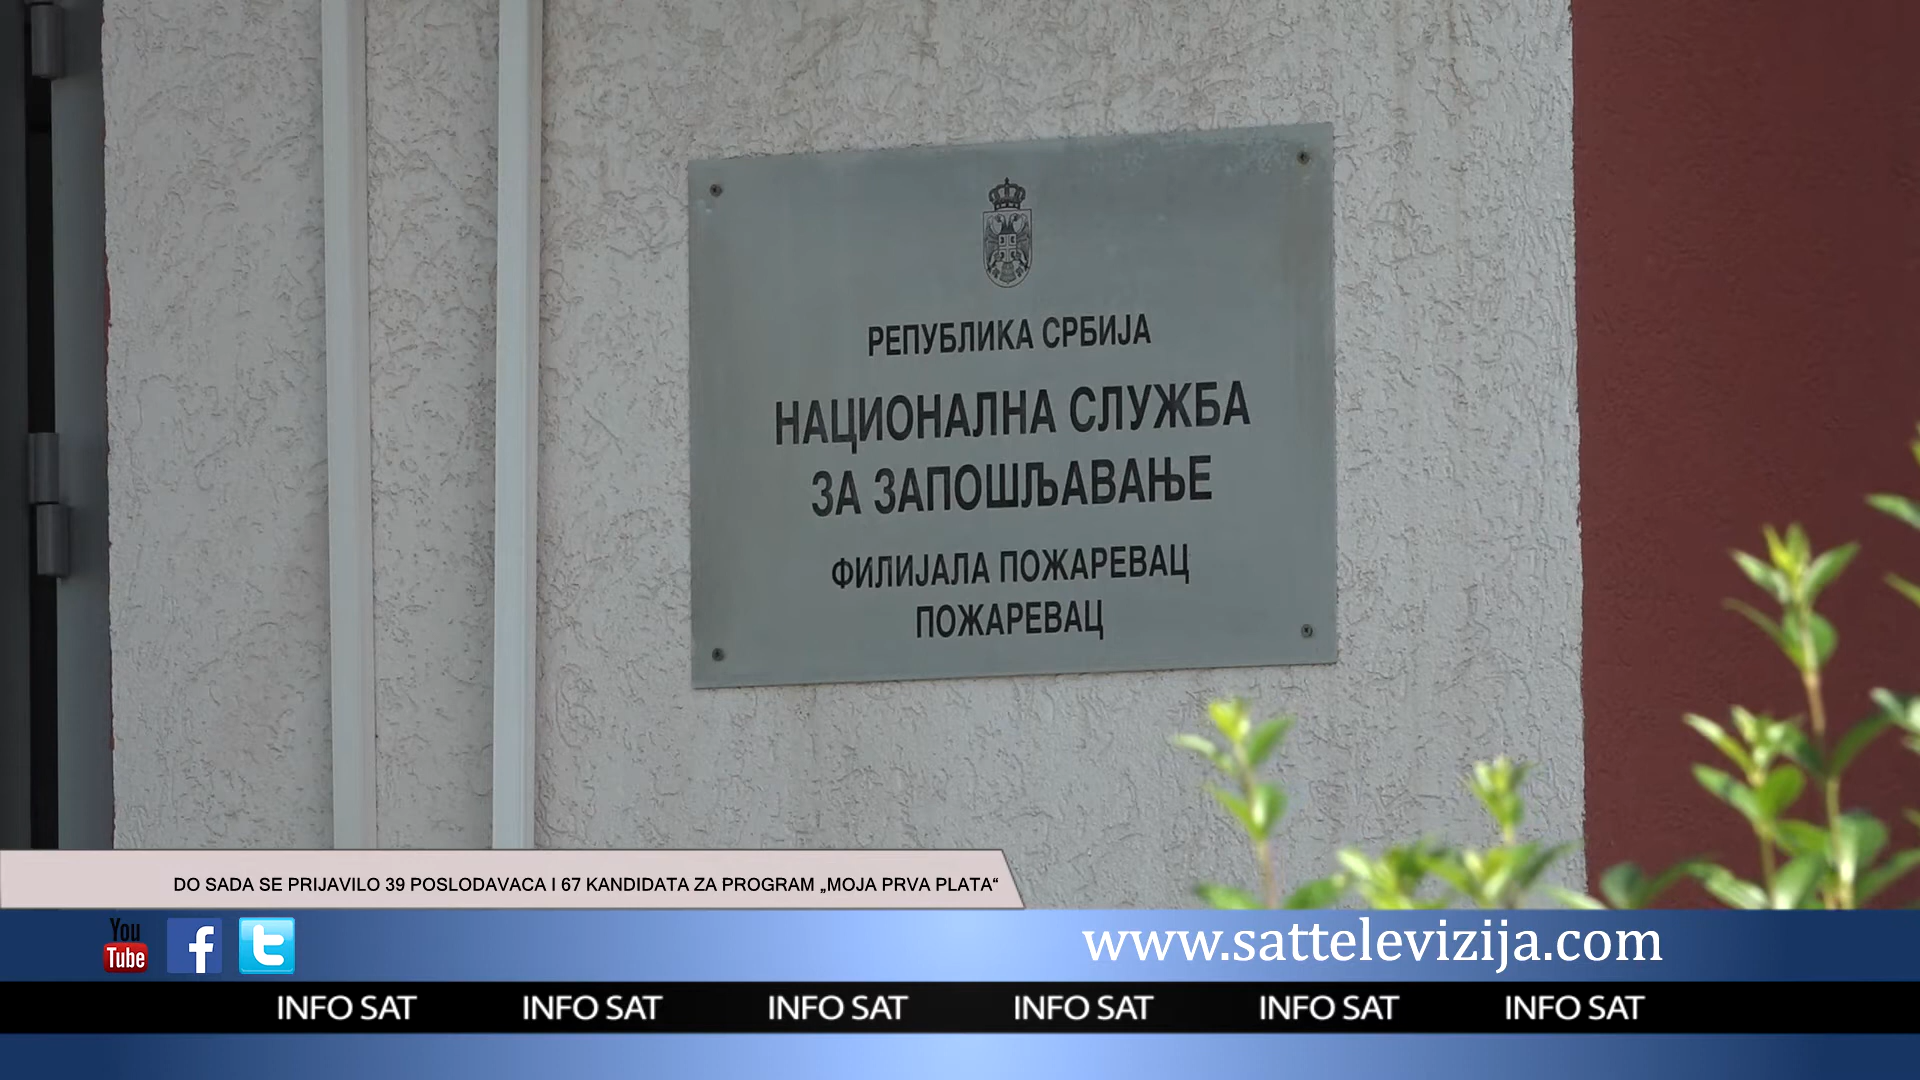 РЕПУБЛИКА СРБИЈА
НАЦИОНАЛНА СЛУЖБА
ЗА ЗАПОШЉАВАЊЕ
ФИЛИЈАЛА ПОЖАРЕВАЦ
ПОЖАРЕВАЦ
DO SADA SE PRIJAVILO 39 POSLODAVACA I 67 KANDIDATA ZA PROGRAM „MOJA PRVA PLATA“
You Tube f t www.sattelevizija.com
INFO SAT INFO SAT INFO SAT INFO SAT INFO SAT INFO SAT